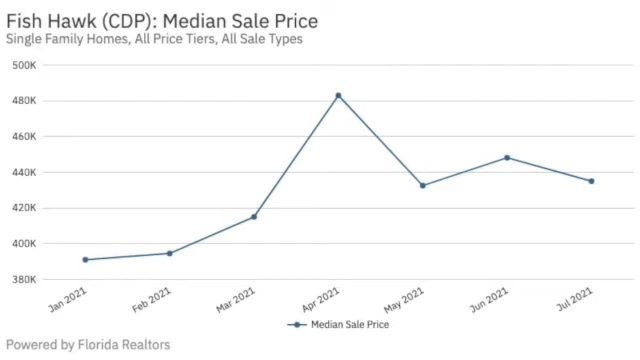 Fish Hawk (CDP): Median Sale Price
Single Family Homes, All Price Tiers, All Sale Types
500K
480K
460K
440K
420K
400K
380K
Jan 2021 Feb 2021 Mar 2021 Apr 2021 May 2021 Jun 2021 Jul 2021
Median Sale Price
Powered by Florida Realtors